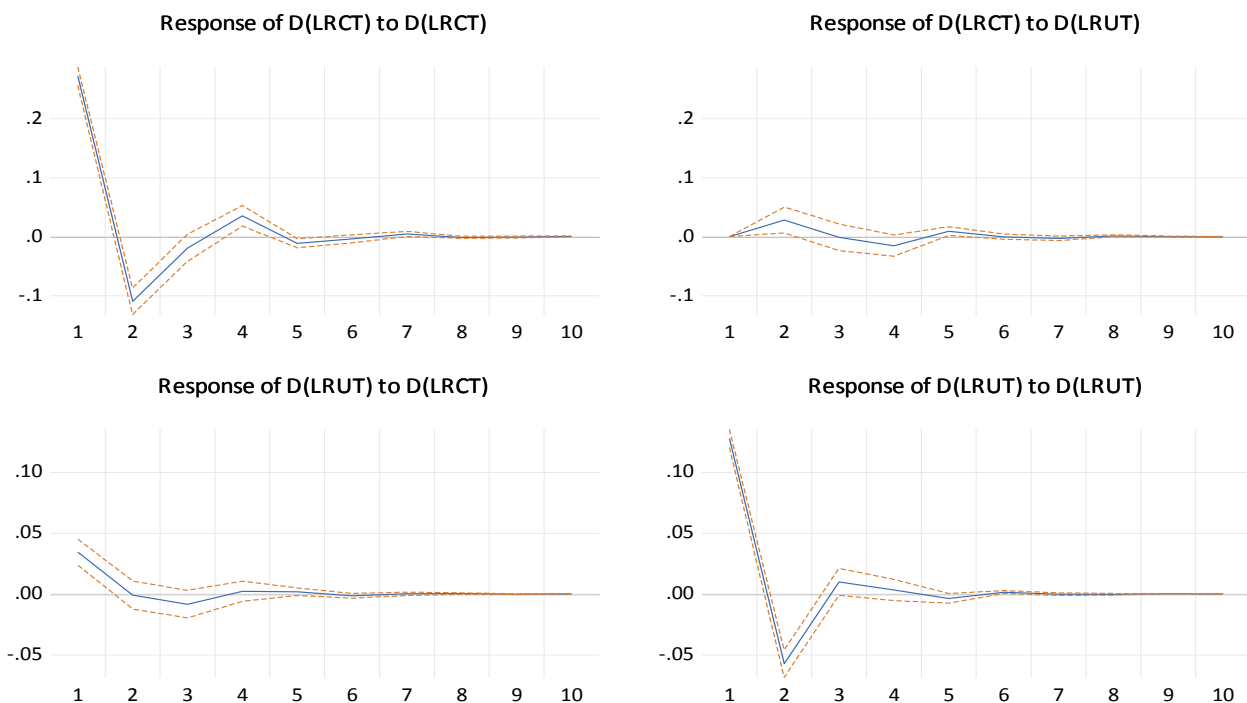 Response of D(LRCT) to D(LRCT)
.2
.1
.0
-.1
1 2 3 4 5 6 7 8 9 10
Response of D(LRCT) to D(LRUT)
.2
.1
.0
-.1
1 2 3 4 5 6 7 8 9 10
Response of D(LRUT) to D(LRCT)
.10
.05
.00
-.05
1 2 3 4 5 6 7 8 9 10
Response of D(LRUT) to D(LRUT)
.10
.05
.00
-.05
1 2 3 4 5 6 7 8 9 10